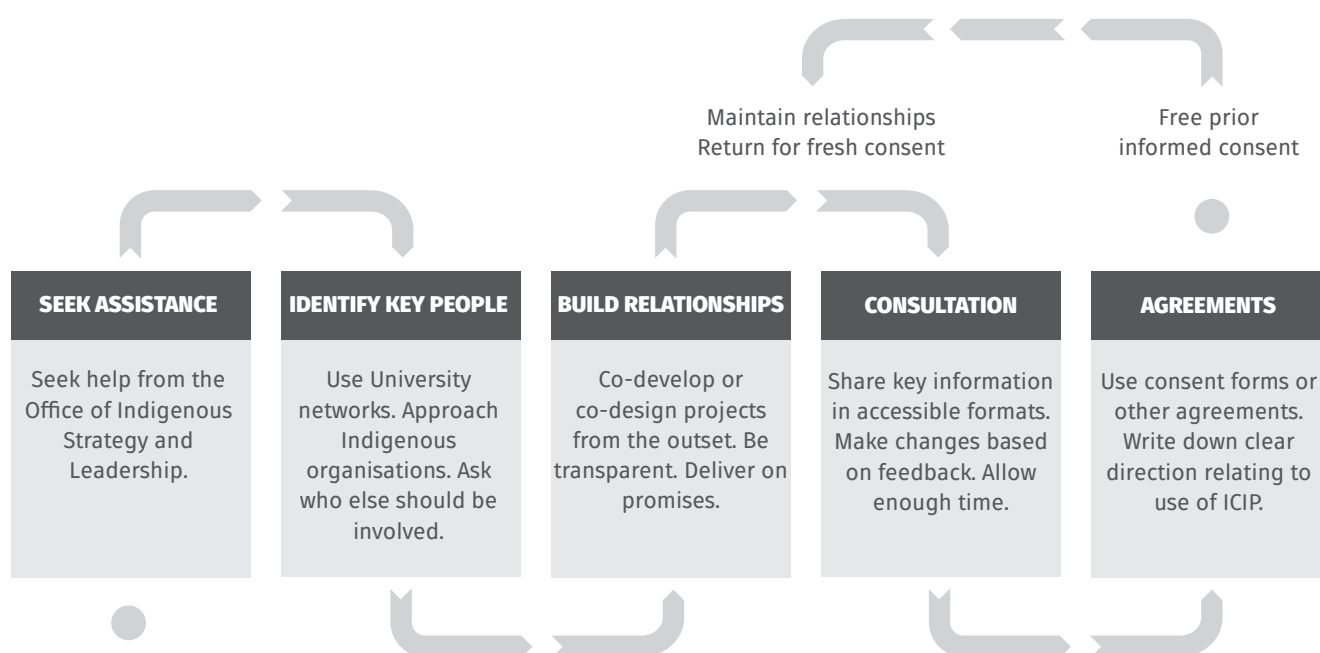 Maintain relationships
Return for fresh consent
Free prior
informed consent
SEEK ASSISTANCE
Seek help from the
Office of Indigenous
Strategy and
Leadership.
IDENTIFY KEY PEOPLE
Use University
networks. Approach
Indigenous
organisations. Ask
who else should be
involved.
BUILD RELATIONSHIPS
Co-develop or
co-design projects
from the outset. Be
transparent. Deliver on
promises.
CONSULTATION
Share key information
in accessible formats.
Make changes based
on feedback. Allow
enough time.
AGREEMENTS
Use consent forms or
other agreements.
Write down clear
direction relating to
use of ICIP.